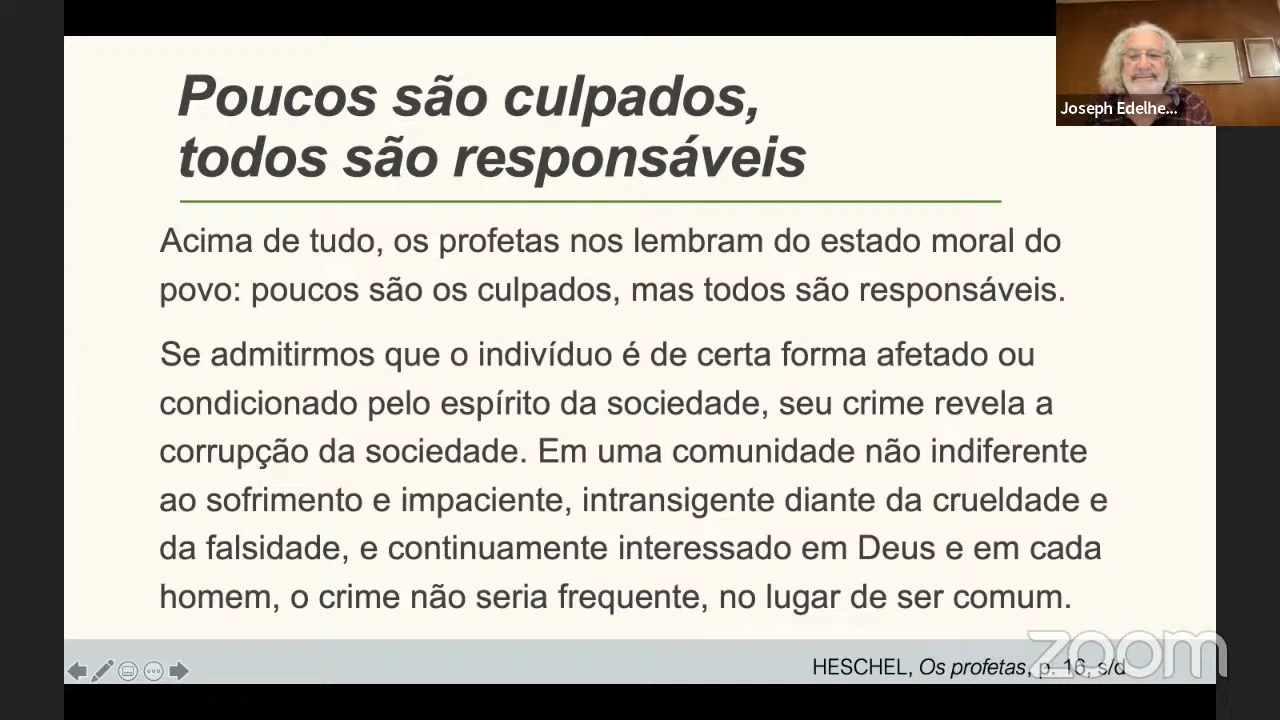 Poucos são culpados,
todos são responsáveis
Joseph Edelhe...
Acima de tudo, os profetas nos lembram do estado moral do
povo: poucos são os culpados, mas todos são responsáveis.
Se admitirmos que o indivíduo é de certa forma afetado ou
condicionado pelo espírito da sociedade, seu crime revela a
corrupção da sociedade. Em uma comunidade não indiferente
ao sofrimento e impaciente, intransigente diante da crueldade e
da falsidade, e continuamente interessado em Deus e em cada
homem, o crime não seria frequente, no lugar de ser comum.
HESCHEL, Os profetas, p. 16, s/d
zoom